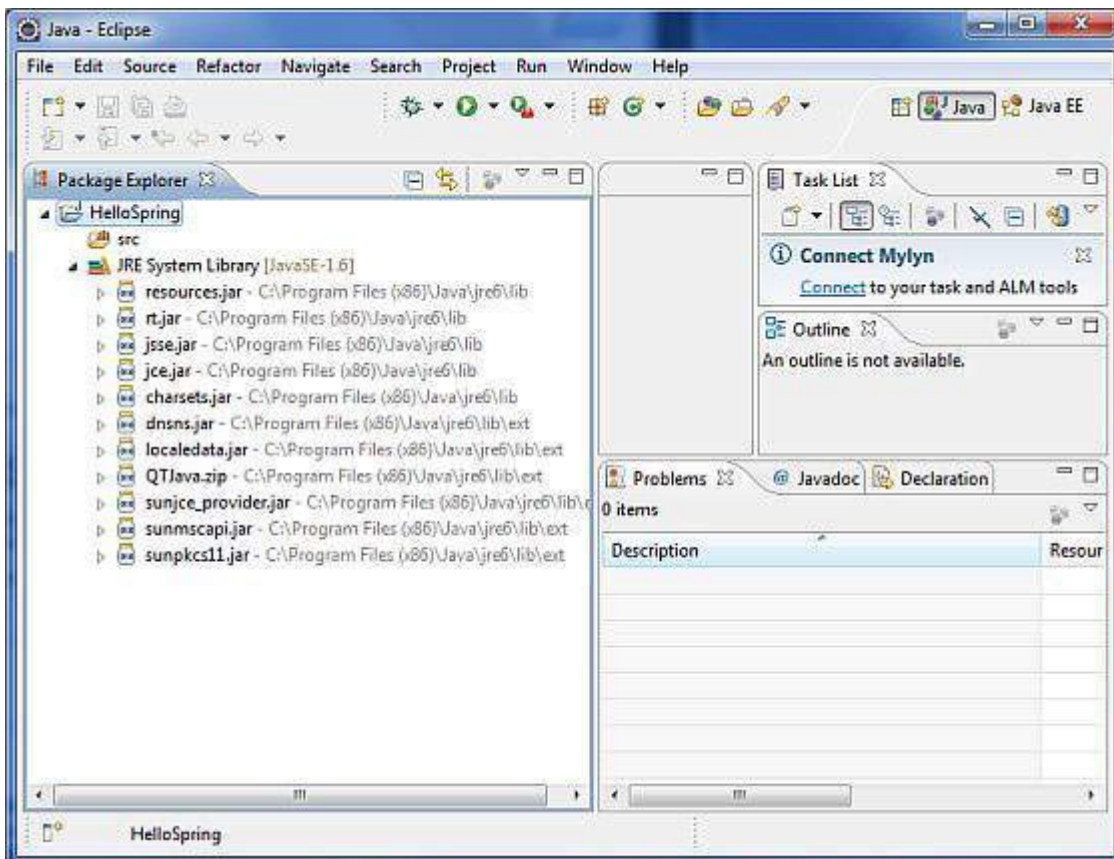 Java - Eclipse
File Edit Source Refactor Navigate Search Project Run Window Help
Java Java EE
Package Explorer
HelloSpring
src
JRE System Library [JavaSE-1.6]
resources.jar - C:\Program Files (x86)\Java\jre6\lib
rt.jar - C:\Program Files (x86)\Java\jre6\lib
jsse.jar - C:\Program Files (x86)\Java\jre6\lib
jce.jar - C:\Program Files (x86)\Java\jre6\lib
charsets.jar - C:\Program Files (x86)\Java\jre6\lib
dnsns.jar - C:\Program Files (x86)\Java\jre6\lib\ext
localedata.jar - C:\Program Files (x86)\Java\jre6\lib\ext
QTJava.zip - C:\Program Files (x86)\Java\jre6\lib\ext
sunjce_provider.jar - C:\Program Files (x86)\Java\jre6\lib\e
sunmscapi.jar - C:\Program Files (x86)\Java\jre6\lib\ext
sunpkcs11.jar - C:\Program Files (x86)\Java\jre6\lib\ext
Task List
Connect Mylyn
Connect to your task and ALM tools
Outline
An outline is not available.
Problems @ Javadoc Declaration
0 items
Description Resour
HelloSpring